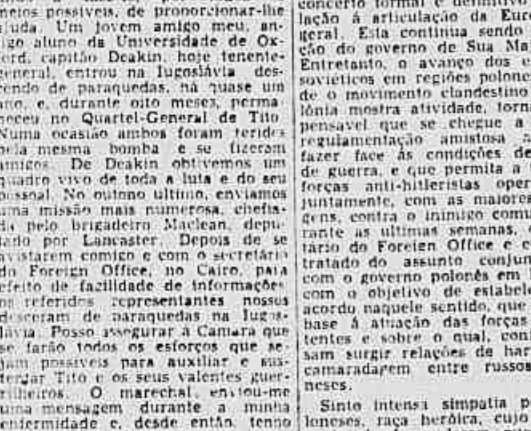 meios possiveis, de proporcionar-lhe
ajuda. Um jovem amigo meu, an-
tigo aluno da Universidade de Ox-
ford, capitão Deakin, hoje tenente-
general, entrou na Iugoslávia des-
cendo de paraquedas, há quase um
ano, e, durante oito meses, perma
neceu no Quartel-General de Tito
Numa ocasião ambos foram feridos
pela mesma bomba e se fizeram
amigos. De Deakin obtivemos um
quadro vivo de toda a luta e do seu
pessoal. No outono ultimo, enviamos
uma missão mais numerosa, chefia-
da pelo brigadeiro Maclean, depu-
tado por Lancaster. Depois de se
avistarem comigo e com o secretário
do Foreign Office, no Cairo, para
efeito de facilidade de informações
os referidos representantes nossos
desceram de paraquedas na Iugos-
lávia. Posso assegurar á Camara que
se farão todos os esforços que se-
jam possiveis para auxiliar e sus-
tentar Tito e os seus valentes guer-
rilheiros. O marechal, enviou-me
uma mensagem durante a minha
enfermidade e, desde então, tenho
concerto formal e definitivo
lação á articulação da Eur
geral. Esta continua sendo
ção do governo de Sua Ma
Entretanto, o avanço dos e
soviéticos em regiões polone
de o movimento clandestino
lônia mostra atividade, torn
pensavel que se chegue a
regulamentação amistosa
fazer face ás condições de
de guerra, e que permita a
forças anti-hitleristas oper
juntamente, com as maiores
gens, contra o inimigo com
rante as ultimas semanas, o
tário do Foreign Office e e
tratado do assunto conjun
com o governo polonês em
com o objetivo de estabele
acordo naquele sentido, que
base á atuação das forças
tentes e sobre o qual, con
sam surgir relações de har
camaradagem entre russos
neses.
Sinto intensa simpatia p
loneses, raça heróica, cujo